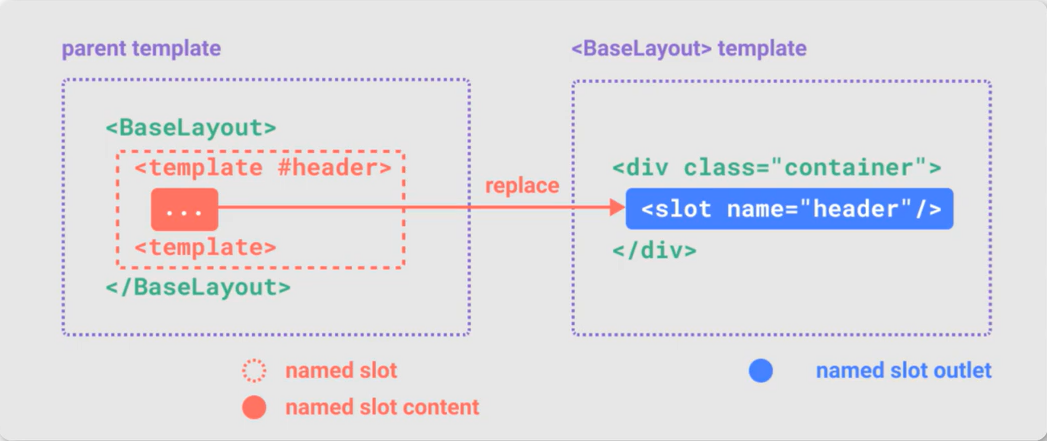 parent template
<BaseLayout>
<template #header>
...
<template>
</BaseLayout>
replace
<BaseLayout> template
<div class="container">
<slot name="header"/>
</div>
named slot
named slot content
named slot outlet